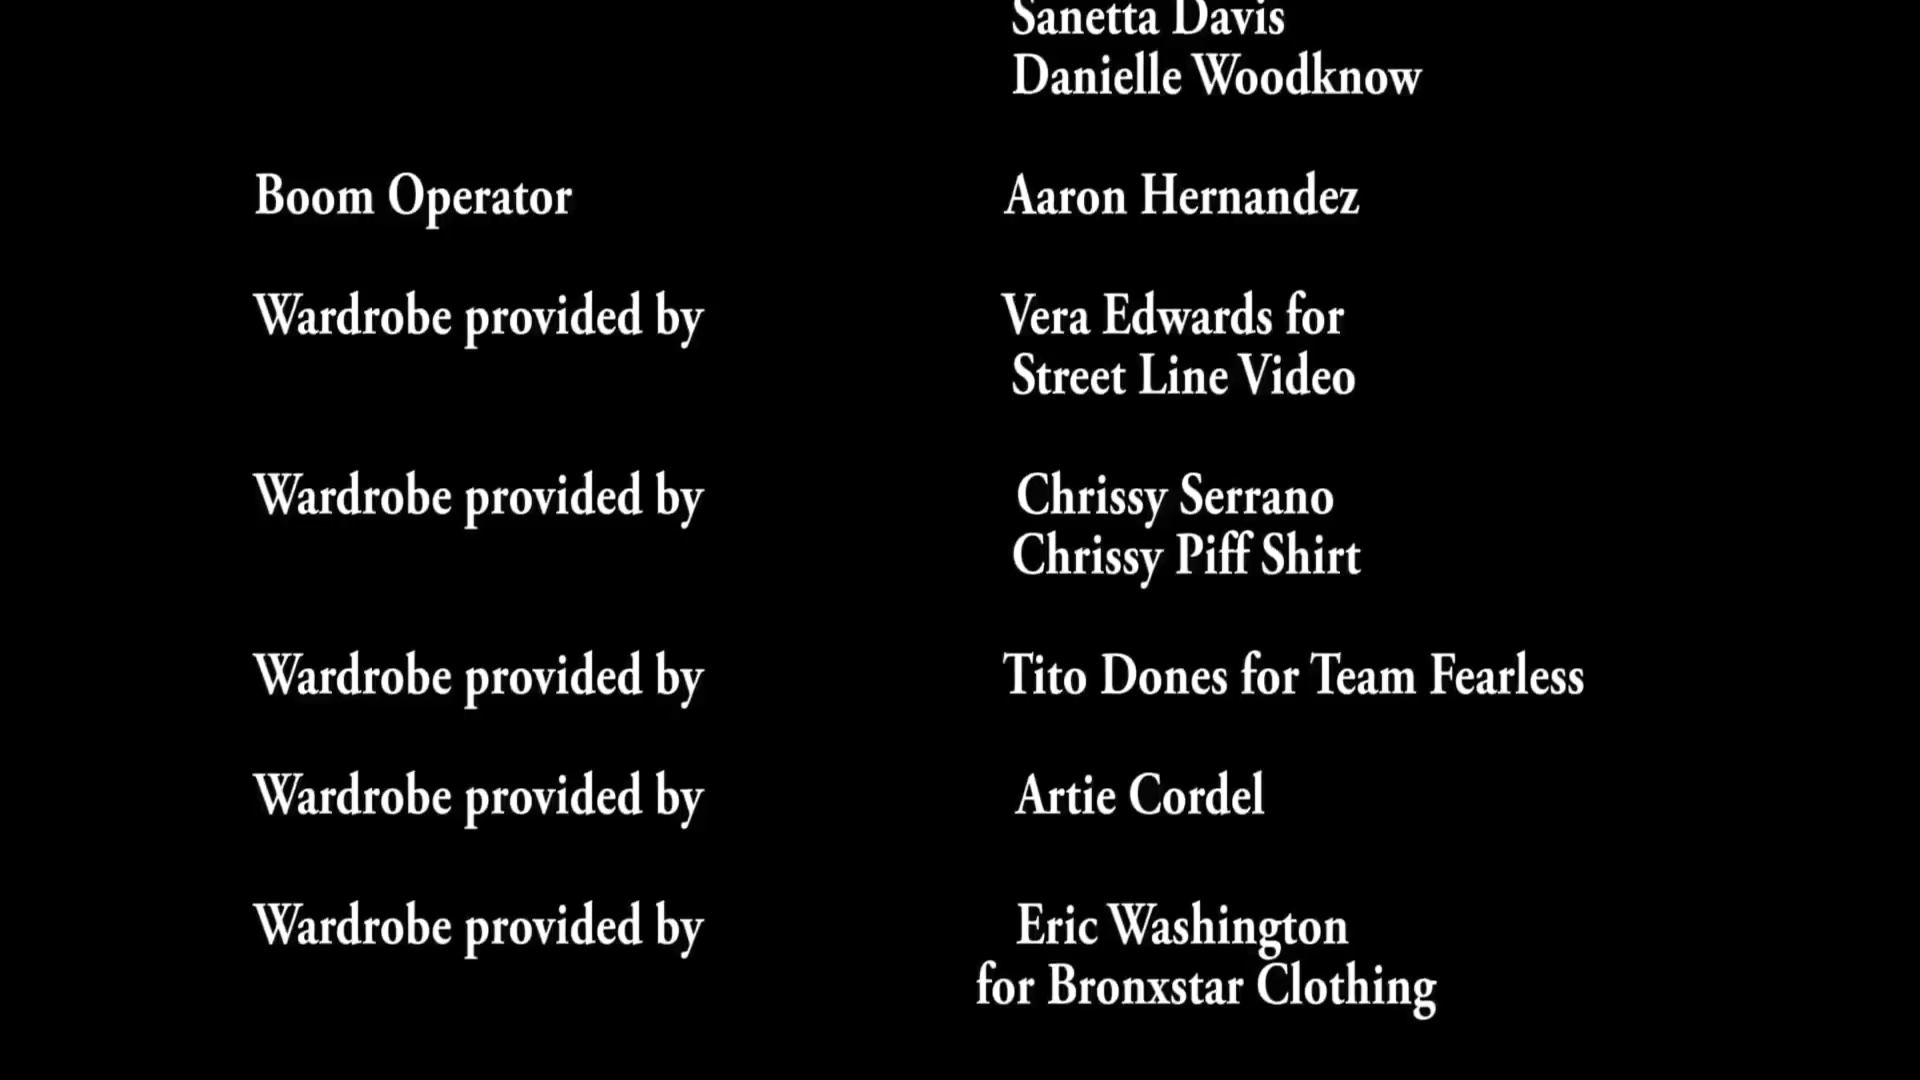 Sanetta Davis
Danielle Woodknow
Boom Operator Aaron Hernandez
Wardrobe provided by Vera Edwards for
Street Line Video
Wardrobe provided by Chrissy Serrano
Chrissy Piff Shirt
Wardrobe provided by Tito Dones for Team Fearless
Wardrobe provided by Artie Cordel
Wardrobe provided by Eric Washington
for Bronxstar Clothing